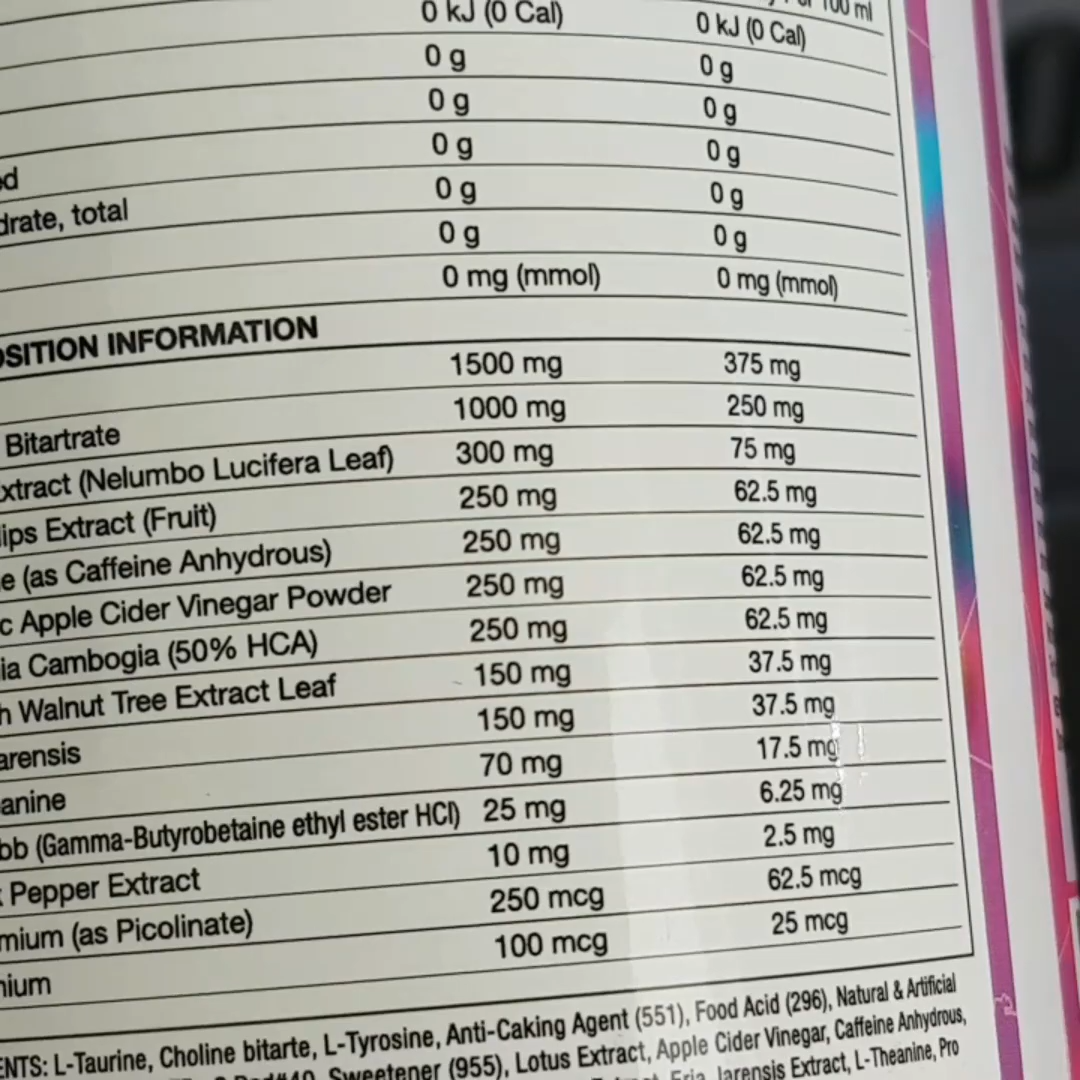 100 ml
0 kJ (0 Cal) 0 kJ (0 Cal)
0 g 0 g
0 g 0 g
ed 0 g 0 g
drate, total 0 g 0 g
0 g 0 g
0 mg (mmol) 0 mg (mmol)
OSITION INFORMATION
1500 mg 375 mg
Bitartrate 1000 mg 250 mg
xtract (Nelumbo Lucifera Leaf) 300 mg 75 mg
lips Extract (Fruit) 250 mg 62.5 mg
e (as Caffeine Anhydrous) 250 mg 62.5 mg
c Apple Cider Vinegar Powder 250 mg 62.5 mg
ia Cambogia (50% HCA) 250 mg 62.5 mg
h Walnut Tree Extract Leaf 150 mg 37.5 mg
arensis 150 mg 37.5 mg
anine 70 mg 17.5 mg
bb (Gamma-Butyrobetaine ethyl ester HCl) 25 mg 6.25 mg
Pepper Extract 10 mg 2.5 mg
mium (as Picolinate) 250 mcg 62.5 mcg
nium 100 mcg 25 mcg
ENTS: L-Taurine, Choline bitarte, L-Tyrosine, Anti-Caking Agent (551), Food Acid (296), Natural & Artificial
Sweetener (955), Lotus Extract, Apple Cider Vinegar, Caffeine Anhydrous,
Eria Jarensis Extract, L-Theanine, Pro